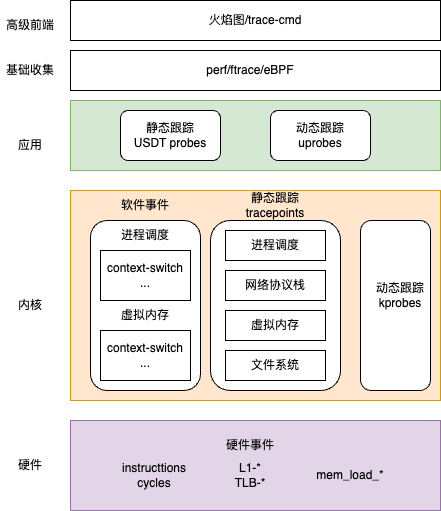 高级前端
火焰图/trace-cmd
基础收集
perf/ftrace/eBPF
应用
静态跟踪
USDT probes
动态跟踪
uprobes
内核
软件事件
进程调度
context-switch
...
虚拟内存
context-switch
...
静态跟踪
tracepoints
进程调度
网络协议栈
虚拟内存
文件系统
动态跟踪
kprobes
硬件
硬件事件
instructtions
cycles
L1-*
TLB-*
mem_load_*